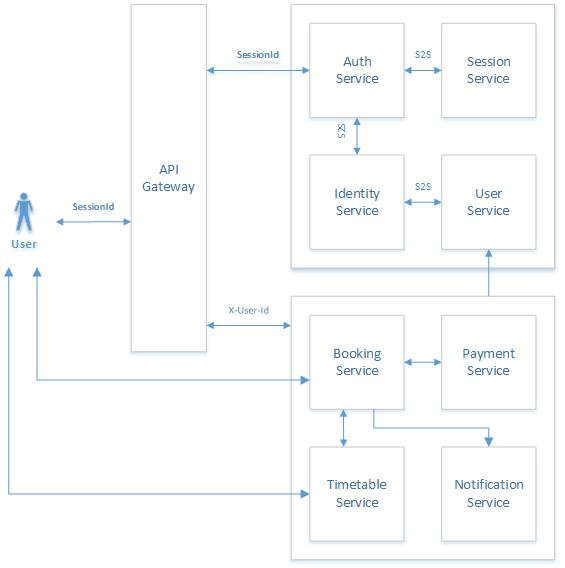 SessionId
Auth
Service
S2S
Session
Service
S2S
API
Gateway
Identity
Service
S2S
User
Service
SessionId
User
X-User-Id
Booking
Service
Payment
Service
Timetable
Service
Notification
Service